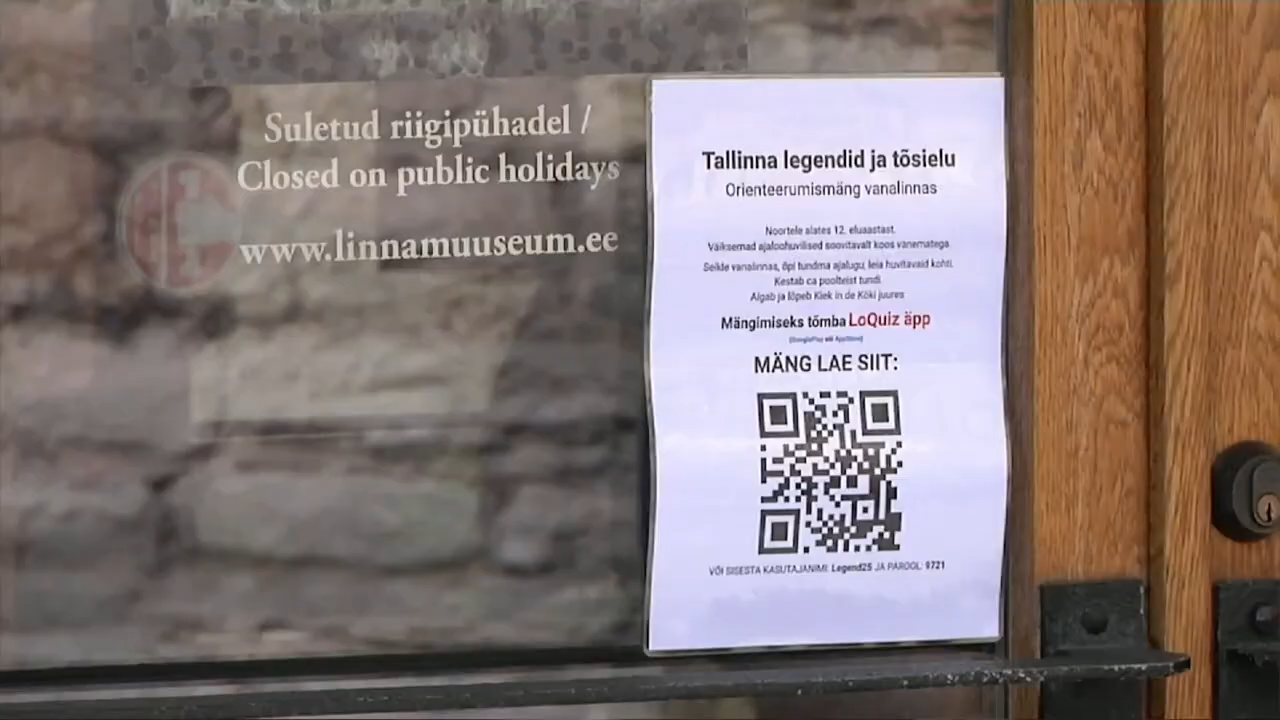 Suletud riigipühadel /
Closed on public holidays
www.linnamuuseum.ee
Tallinna legendid ja tõsielu
Orienteerumismäng vanalinnas
Noortele alates 12. eluaastast.
Väiksemad ajaloohuvilised soovitavalt koos vanematega.
Seikle vanalinnas, õpi tundma ajalugu, leia huvitavaid kohti.
Kestab ca poolteist tundi.
Algab ja lõpeb Kiek in de Köki juures
Mängimiseks tõmba LoQuiz äpp
(GooglePlay või AppStore)
MÄNG LAE SIIT:
VÕI SISESTA KASUTAJANIMI: Legend25 JA PAROOL: 9721